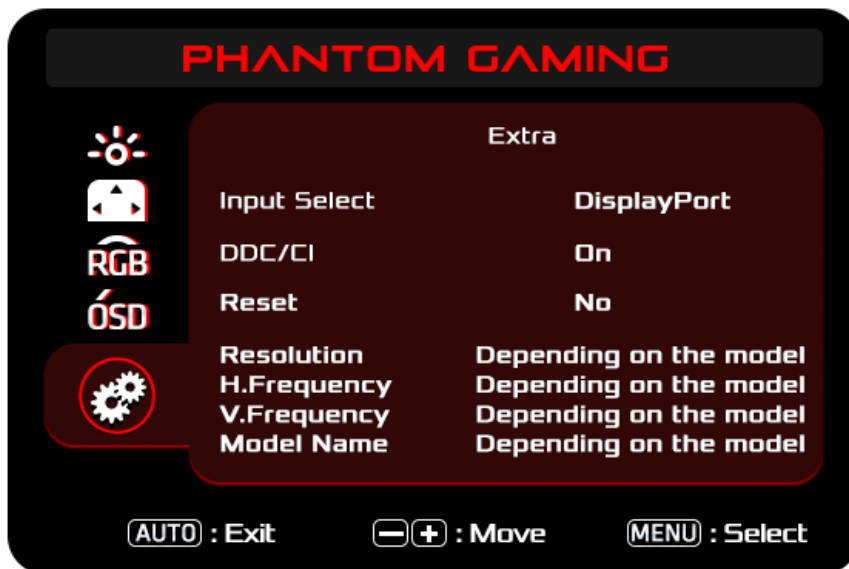 PHANTOM GAMING
Extra
Input Select DisplayPort
DDC/CI On
RGB
Reset No
OSD
Resolution Depending on the model
H.Frequency Depending on the model
V.Frequency Depending on the model
Model Name Depending on the model
AUTO : Exit - + : Move MENU : Select